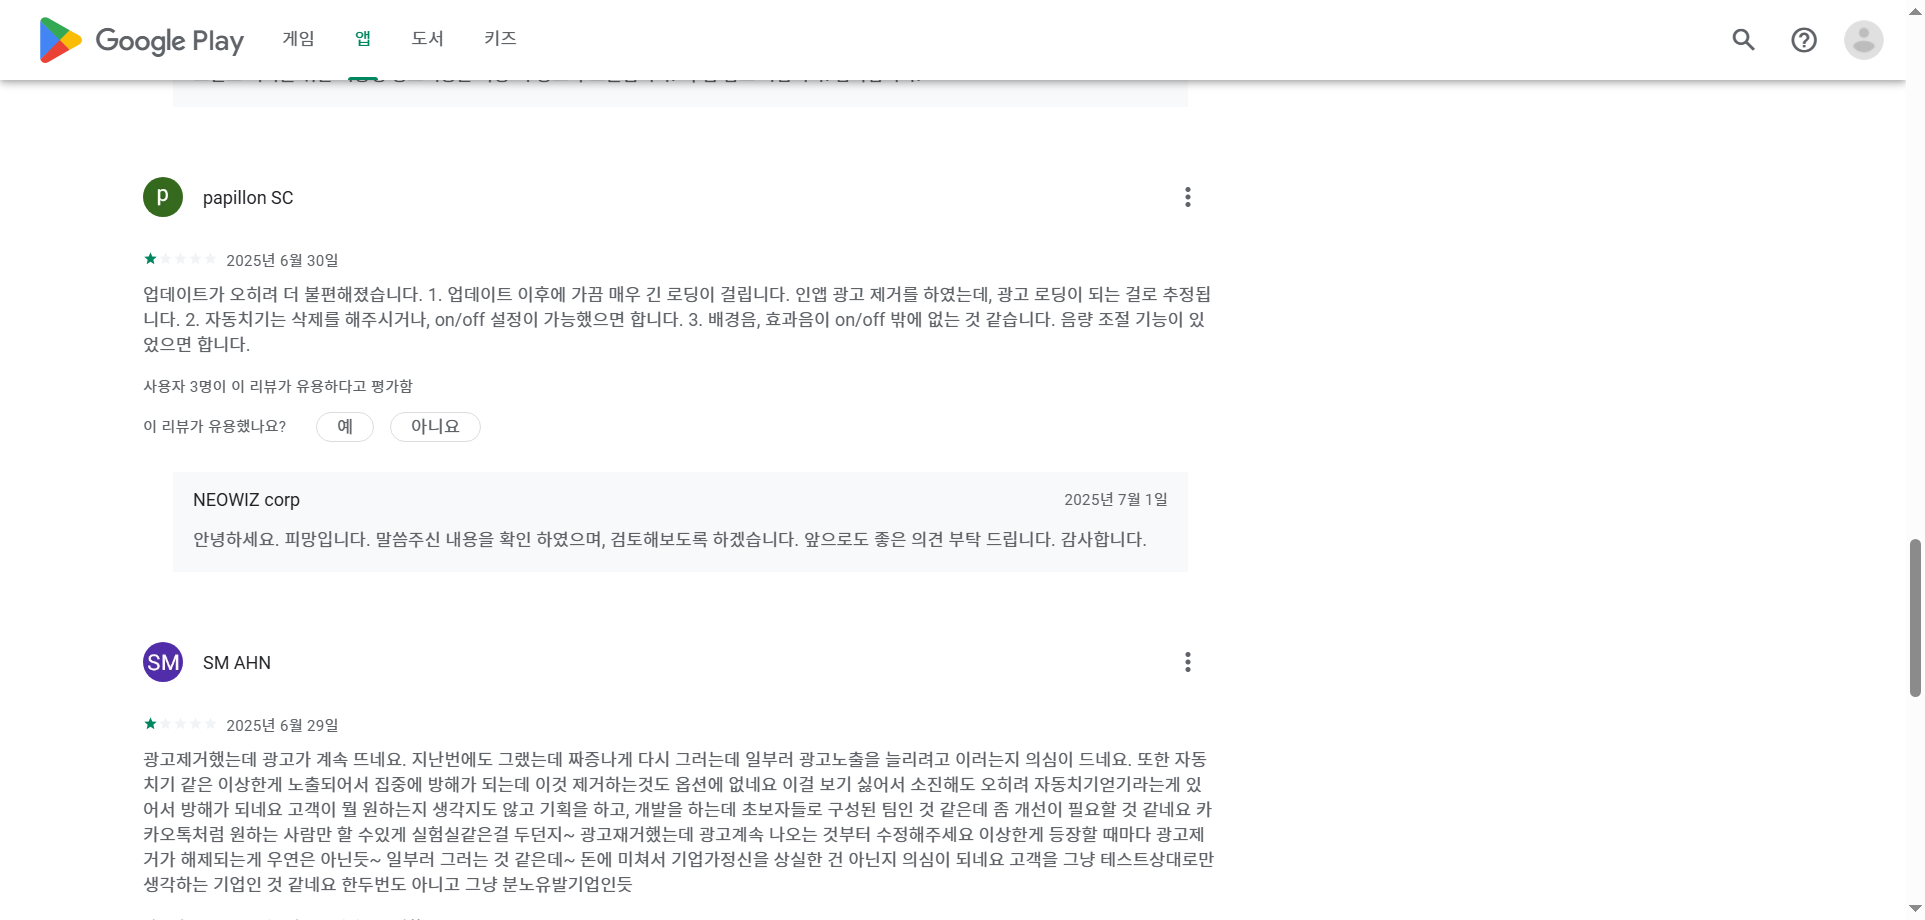 Google Play
게임
앱
도서
키즈
p
papillon SC
2025년 6월 30일
업데이트가 오히려 더 불편해졌습니다. 1. 업데이트 이후에 가끔 매우 긴 로딩이 걸립니다. 인앱 광고 제거를 하였는데, 광고 로딩이 되는 걸로 추정됩
니다. 2. 자동치기는 삭제를 해주시거나, on/off 설정이 가능했으면 합니다. 3. 배경음, 효과음이 on/off 밖에 없는 것 같습니다. 음량 조절 기능이 있
었으면 합니다.
사용자 3명이 이 리뷰가 유용하다고 평가함
이 리뷰가 유용했나요?
예
아니요
NEOWIZ corp
2025년 7월 1일
안녕하세요. 피망입니다. 말씀주신 내용을 확인 하였으며, 검토해보도록 하겠습니다. 앞으로도 좋은 의견 부탁 드립니다. 감사합니다.
SM
SM AHN
2025년 6월 29일
광고제거했는데 광고가 계속 뜨네요. 지난번에도 그랬는데 짜증나게 다시 그러는데 일부러 광고노출을 늘리려고 이러는지 의심이 드네요. 또한 자동
치기 같은 이상한게 노출되어서 집중에 방해가 되는데 이것 제거하는것도 옵션에 없네요 이걸 보기 싫어서 소진해도 오히려 자동치기얻기라는게 있
어서 방해가 되네요 고객이 뭘 원하는지 생각지도 않고 기획을 하고, 개발을 하는데 초보자들로 구성된 팀인 것 같은데 좀 개선이 필요할 것 같네요 카
카오톡처럼 원하는 사람만 할 수있게 실험실같은걸 두던지~ 광고제거했는데 광고계속 나오는 것부터 수정해주세요 이상한게 등장할 때마다 광고제
거가 해제되는게 우연은 아닌듯~ 일부러 그러는 것 같은데~ 돈에 미쳐서 기업가정신을 상실한 건 아닌지 의심이 되네요 고객을 그냥 테스트상대로만
생각하는 기업인 것 같네요 한두번도 아니고 그냥 분노유발기업인듯